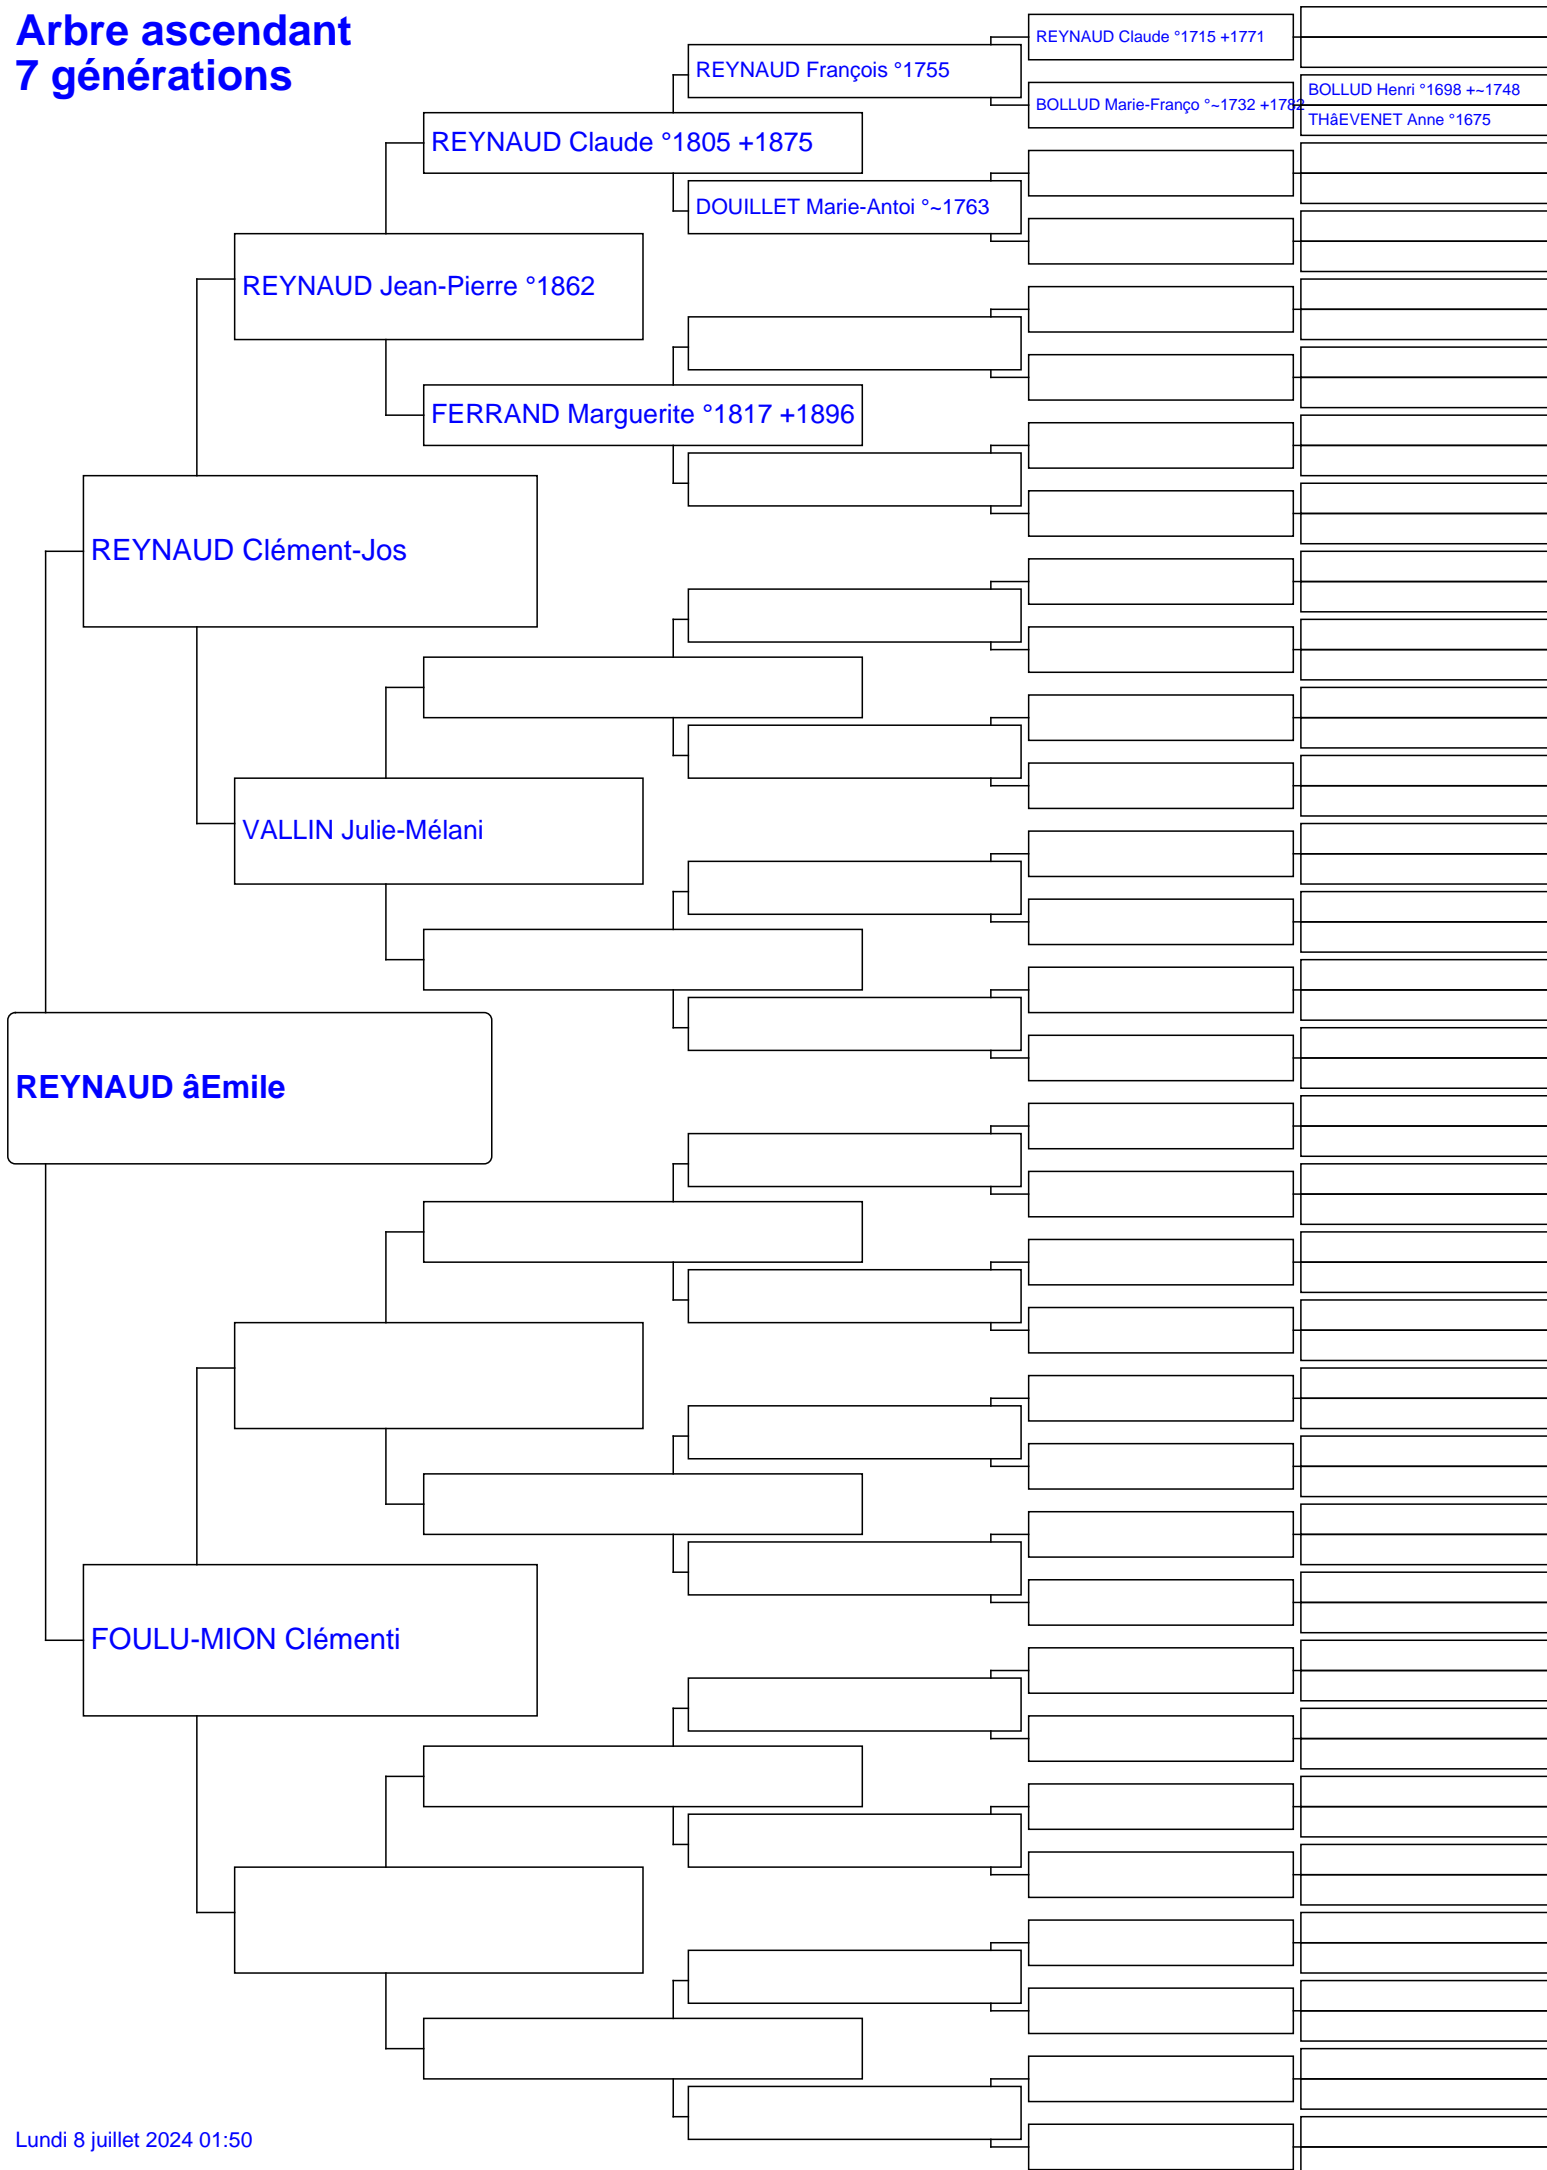 Arbre ascendant
7 générations
REYNAUD Claude °1715 +1771
REYNAUD François °1755
BOLLUD Henri °1698 +~1748
BOLLUD Marie-Franço °~1732 +1782
THâEVENET Anne °1675
REYNAUD Claude °1805 +1875
DOUILLET Marie-Antoi °~1763
REYNAUD Jean-Pierre °1862
FERRAND Marguerite °1817 +1896
REYNAUD Clément-Jos
VALLIN Julie-Mélani
REYNAUD âEmile
FOULU-MION Clémenti
Lundi 8 juillet 2024 01:50